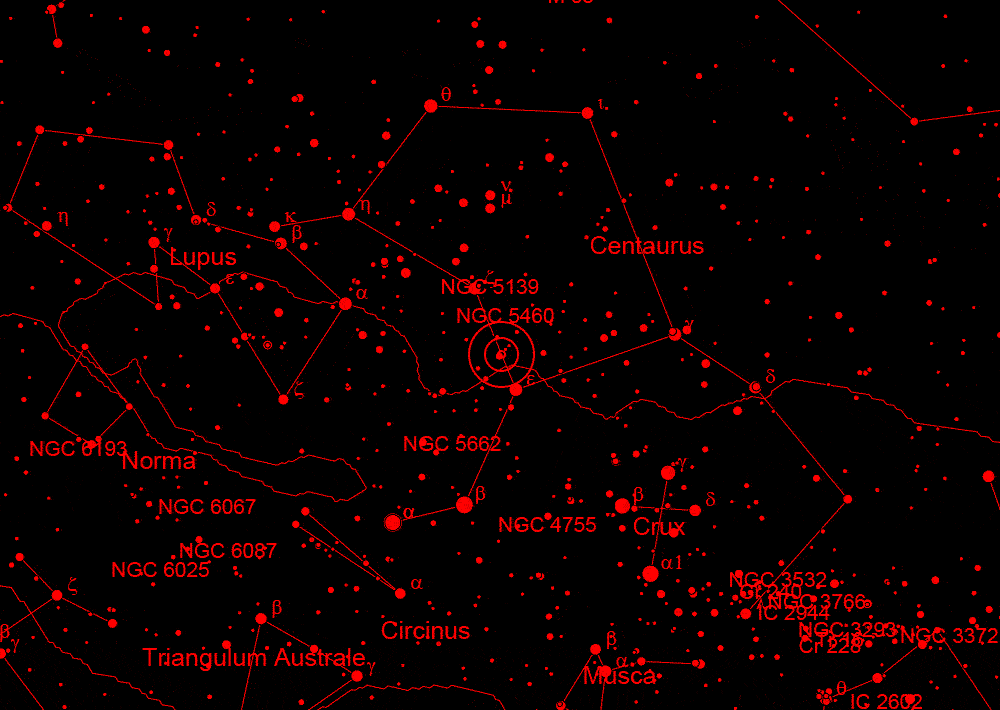 θ
ι
ν
μ
δ
κ
η
η
γ
β
Lupus
Centaurus
ε
ζ
NGC 5139
α
NGC 5460
γ
ζ
ε
δ
NGC 6193
Norma
NGC 5662
γ
NGC 6067
α
β
β
δ
NGC 4755
Crux
NGC 6087
NGC 6025
α1
ζ
α
NGC 3532
NGC 3766
IC 2944
β
β
γ
Circinus
NGC 3293
NGC 3372
Cr 228
β
Triangulum Australe
γ
α
Musca
θ
IC 2602